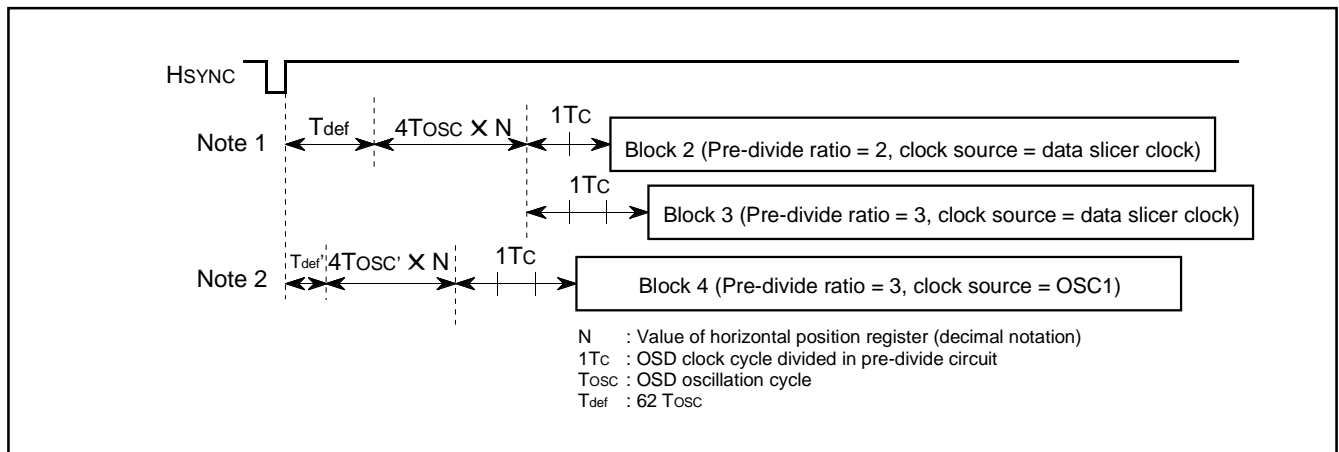 HSYNC
Note 1
Tdef
4TOSC × N
1TC
Block 2 (Pre-divide ratio = 2, clock source = data slicer clock)
1TC
Block 3 (Pre-divide ratio = 3, clock source = data slicer clock)
Note 2
Tdef’
4TOSC’ × N
1TC
Block 4 (Pre-divide ratio = 3, clock source = OSC1)
N : Value of horizontal position register (decimal notation)
1TC : OSD clock cycle divided in pre-divide circuit
TOSC : OSD oscillation cycle
Tdef : 62 TOSC